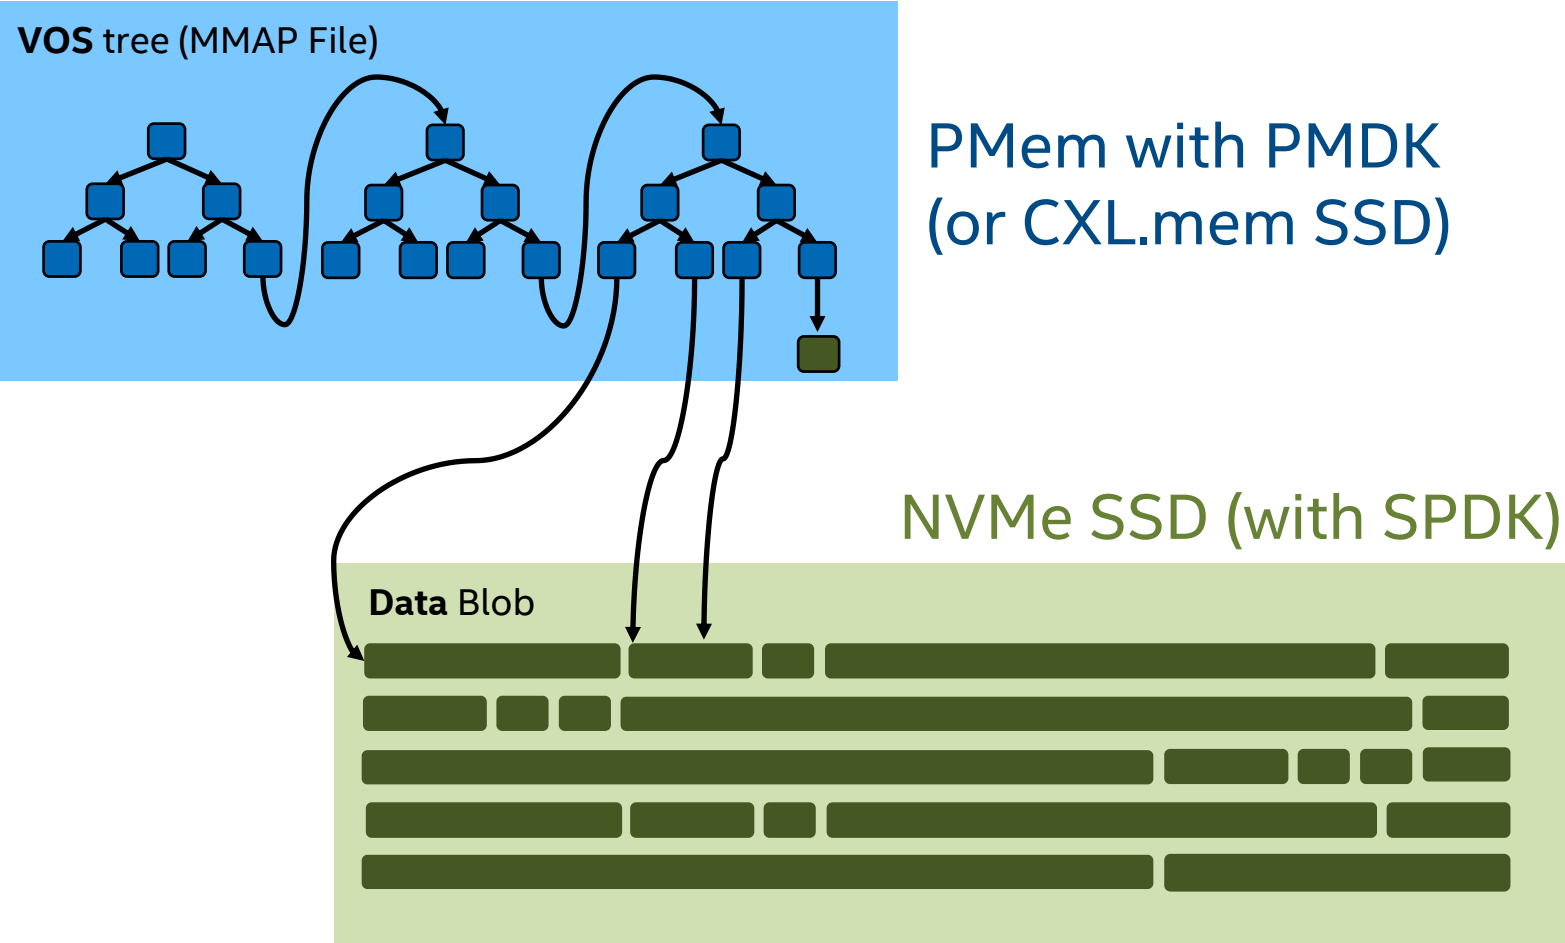 VOS tree (MMAP File)
PMem with PMDK
(or CXL.mem SSD)
NVMe SSD (with SPDK)
Data Blob